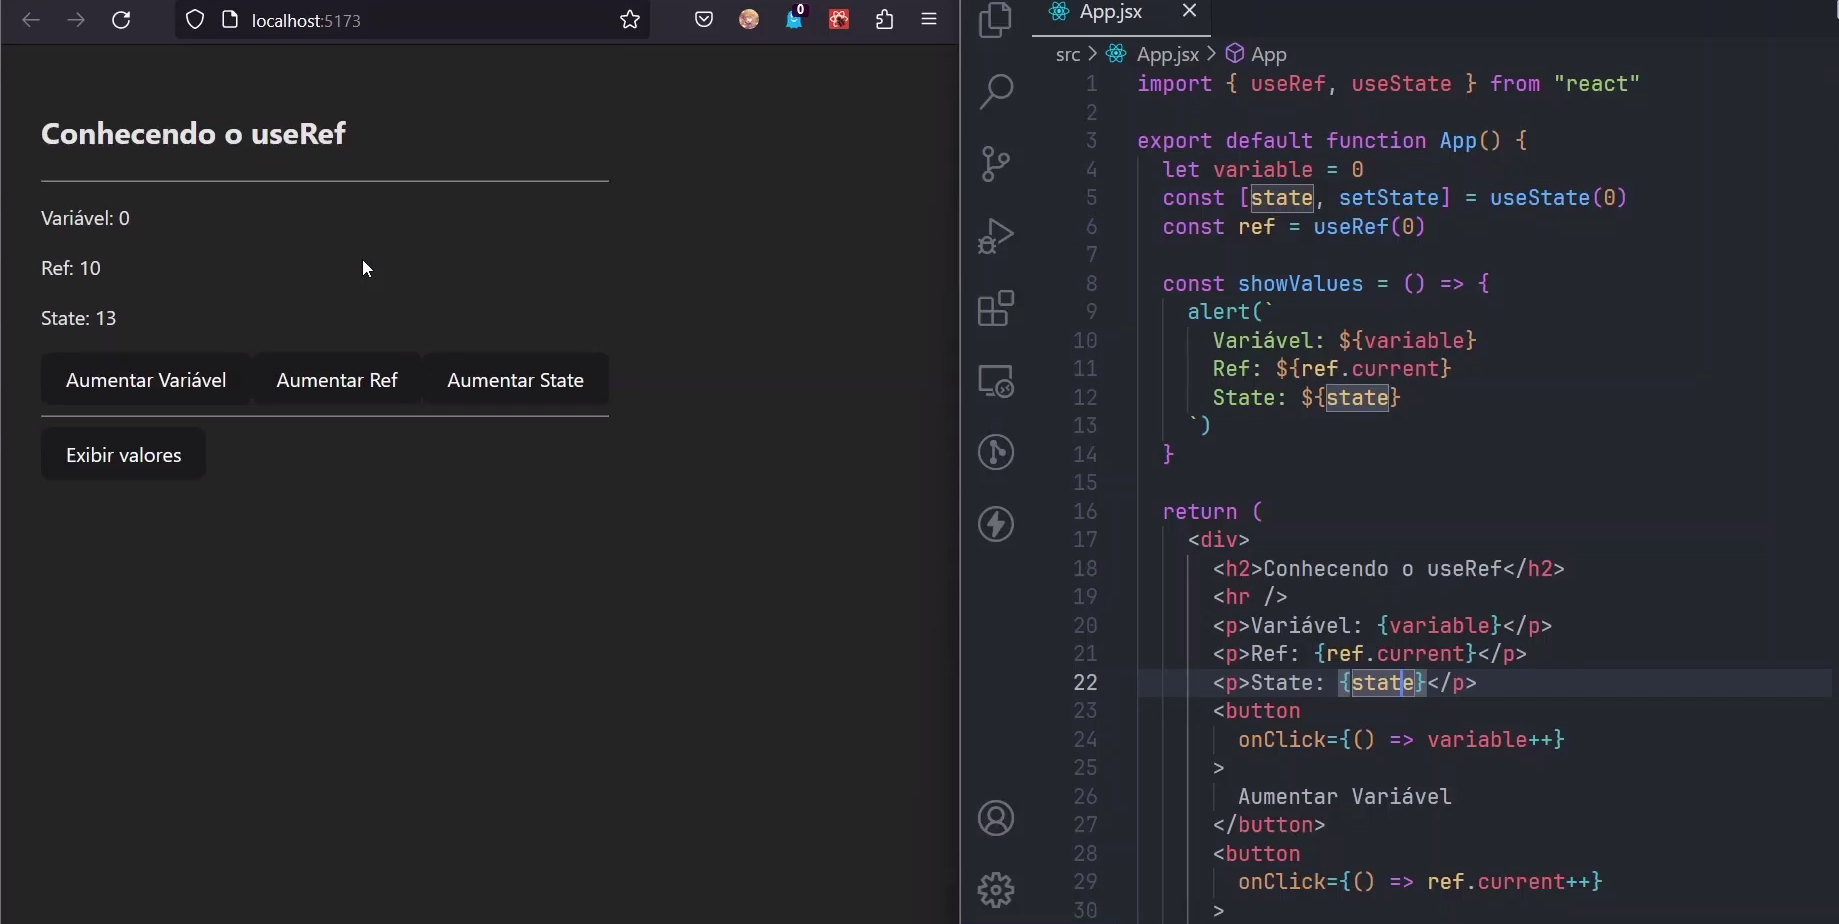 localhost:5173
0
Conhecendo o useRef
Variável: 0
Ref: 10
State: 13
Aumentar Variável
Aumentar Ref
Aumentar State
Exibir valores
App.jsx
src > App.jsx > App
1 import { useRef, useState } from "react"
2
3 export default function App() {
4 let variable = 0
5 const [state, setState] = useState(0)
6 const ref = useRef(0)
7
8 const showValues = () => {
9 alert(`
10 Variável: ${variable}
11 Ref: ${ref.current}
12 State: ${state}
13 `)
14 }
15
16 return (
17 <div>
18 <h2>Conhecendo o useRef</h2>
19 <hr />
20 <p>Variável: {variable}</p>
21 <p>Ref: {ref.current}</p>
22 <p>State: {state}</p>
23 <button
24 onClick={() => variable++}
25 >
26 Aumentar Variável
27 </button>
28 <button
29 onClick={() => ref.current++}
30 >